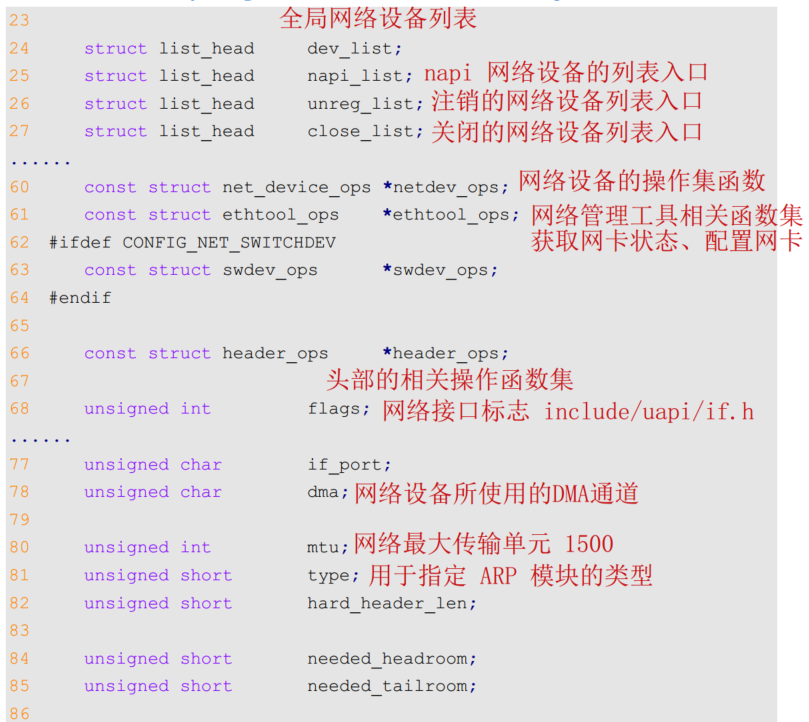 23 全局网络设备列表
24 struct list_head dev_list;
25 struct list_head napi_list; napi 网络设备的列表入口
26 struct list_head unreg_list; 注销的网络设备列表入口
27 struct list_head close_list; 关闭的网络设备列表入口
......
60 const struct net_device_ops *netdev_ops; 网络设备的操作集函数
61 const struct ethtool_ops *ethtool_ops; 网络管理工具相关函数集
62 #ifdef CONFIG_NET_SWITCHDEV 获取网卡状态、配置网卡
63 const struct swdev_ops *swdev_ops;
64 #endif
65
66 const struct header_ops *header_ops;
67 头部的相关操作函数集
68 unsigned int flags; 网络接口标志 include/uapi/if.h
......
77 unsigned char if_port;
78 unsigned char dma; 网络设备所使用的DMA通道
79
80 unsigned int mtu; 网络最大传输单元 1500
81 unsigned short type; 用于指定 ARP 模块的类型
82 unsigned short hard_header_len;
83
84 unsigned short needed_headroom;
85 unsigned short needed_tailroom;
86